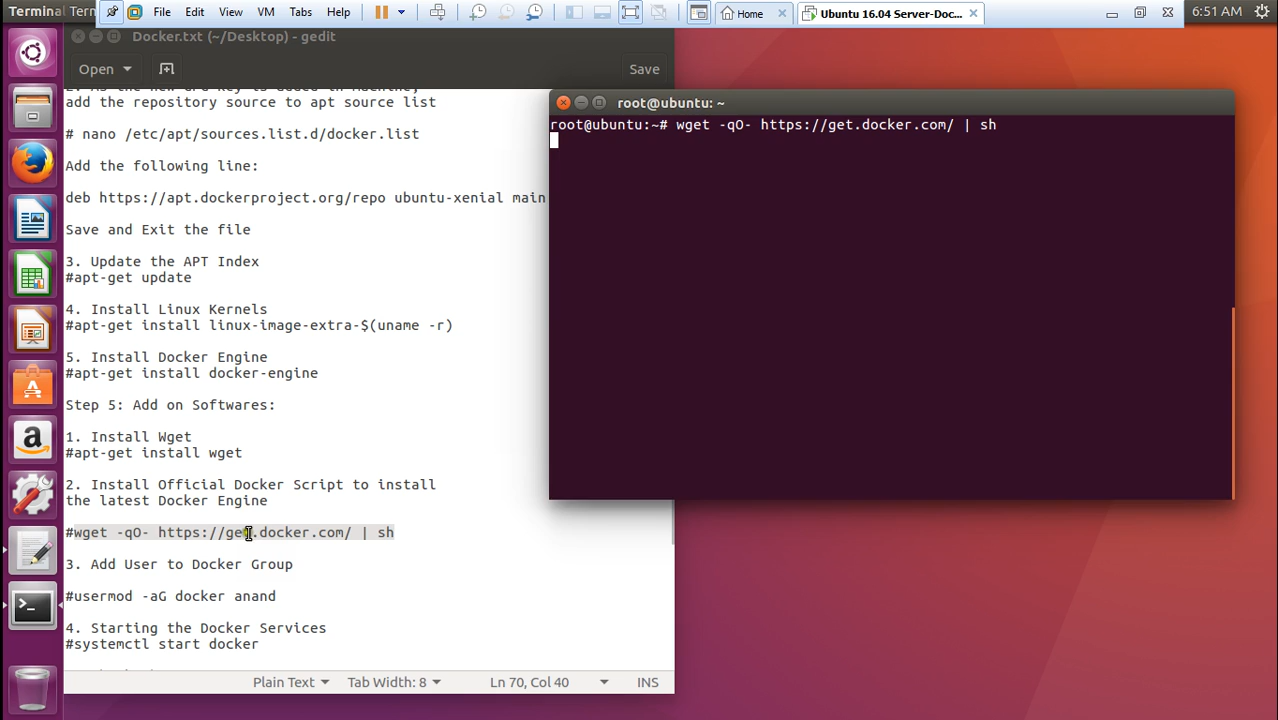 Terminal
Term
File
Edit
View
VM
Tabs
Help
Home
Ubuntu 16.04 Server-Doc...
6:51 AM
Docker.txt (~/Desktop) - gedit
Open
Save
add the repository source to apt source list
# nano /etc/apt/sources.list.d/docker.list
Add the following line:
deb https://apt.dockerproject.org/repo ubuntu-xenial main
Save and Exit the file
3. Update the APT Index
#apt-get update
4. Install Linux Kernels
#apt-get install linux-image-extra-$(uname -r)
5. Install Docker Engine
#apt-get install docker-engine
Step 5: Add on Softwares:
1. Install Wget
#apt-get install wget
2. Install Official Docker Script to install
the latest Docker Engine
#wget -qO- https://get.docker.com/ | sh
3. Add User to Docker Group
#usermod -aG docker anand
4. Starting the Docker Services
#systemctl start docker
Plain Text
Tab Width: 8
Ln 70, Col 40
INS
root@ubuntu: ~
root@ubuntu:~# wget -qO- https://get.docker.com/ | sh